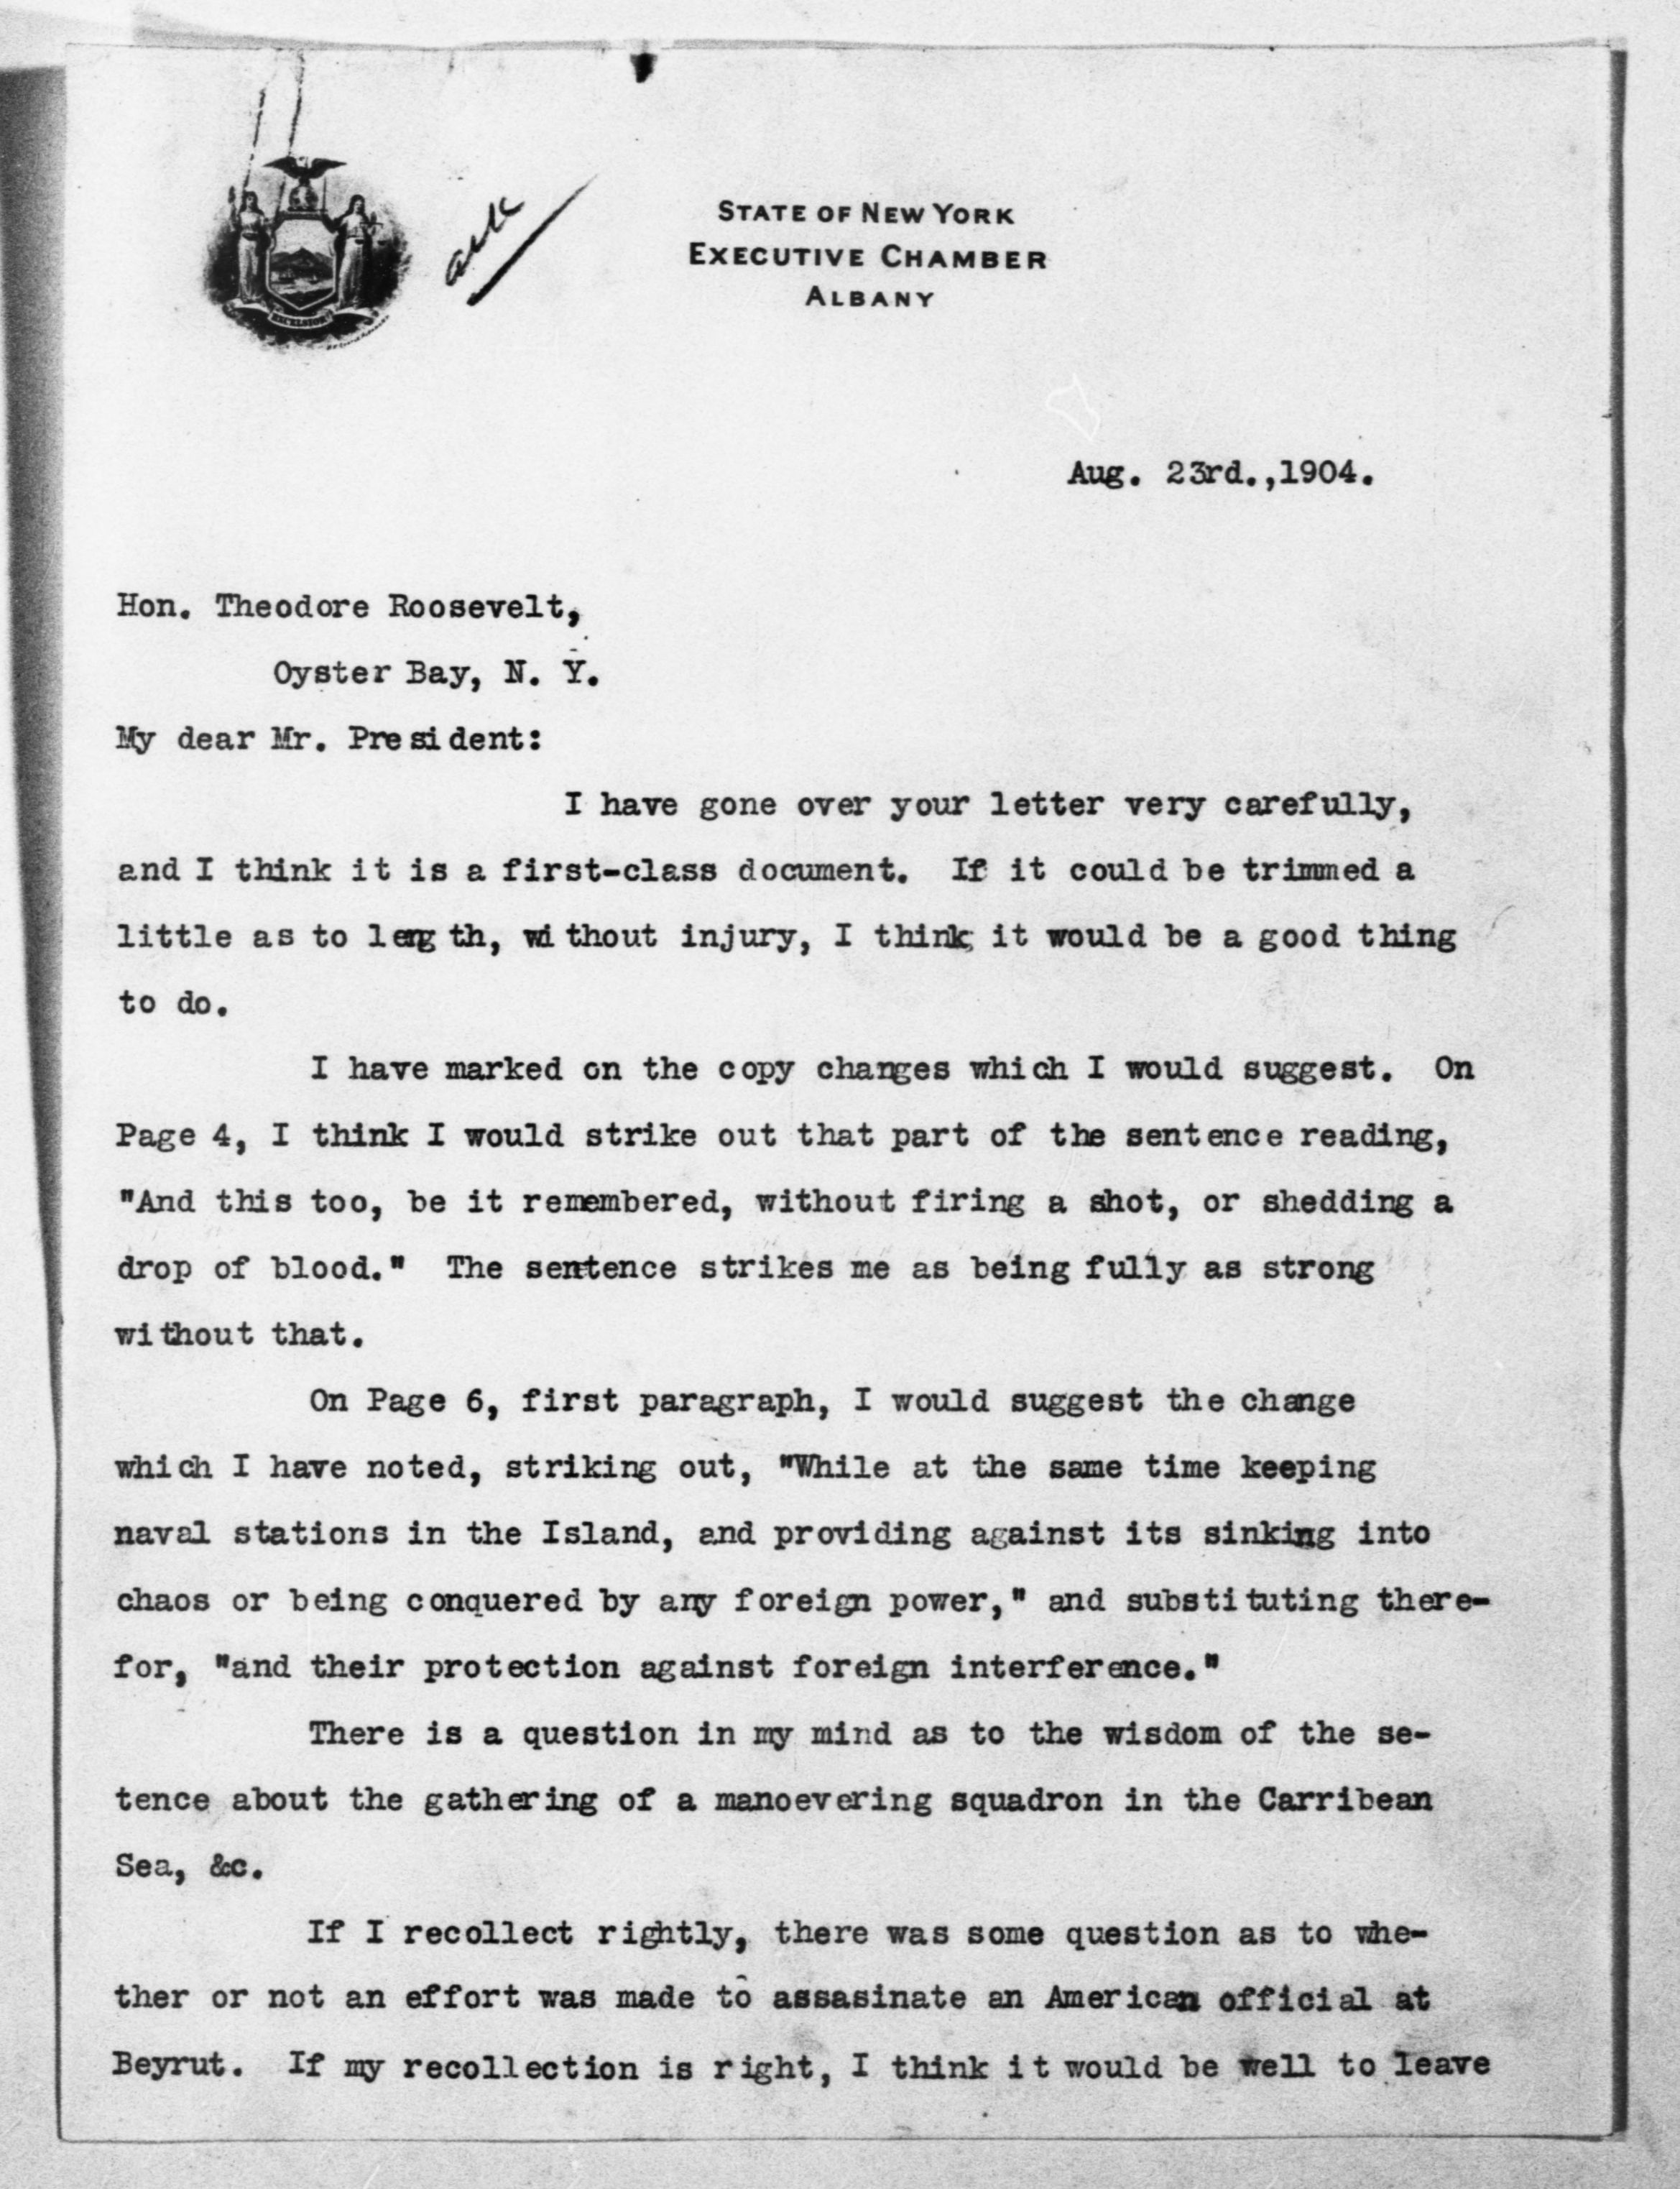 ack
STATE OF NEW YORK
EXECUTIVE CHAMBER
ALBANY
EXCELSIOR
Aug. 23rd.,1904.
Hon. Theodore Roosevelt,
Oyster Bay, N. Y.
My dear Mr. President:
I have gone over your letter very carefully,
and I think it is a first-class document. If it could be trimmed a
little as to length, without injury, I think it would be a good thing
to do.
I have marked on the copy changes which I would suggest. On
Page 4, I think I would strike out that part of the sentence reading,
"And this too, be it remembered, without firing a shot, or shedding a
drop of blood." The sentence strikes me as being fully as strong
without that.
On Page 6, first paragraph, I would suggest the change
which I have noted, striking out, "While at the same time keeping
naval stations in the Island, and providing against its sinking into
chaos or being conquered by any foreign power," and substituting there-
for, "and their protection against foreign interference."
There is a question in my mind as to the wisdom of the se-
tence about the gathering of a manoevering squadron in the Carribean
Sea, &c.
If I recollect rightly, there was some question as to whe-
ther or not an effort was made to assasinate an American official at
Beyrut. If my recollection is right, I think it would be well to leave